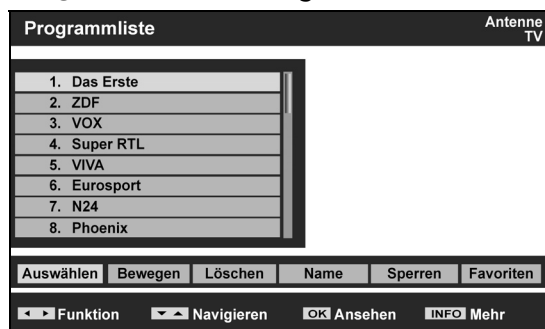 Programmliste
Antenne
TV
1. Das Erste
2. ZDF
3. VOX
4. Super RTL
5. VIVA
6. Eurosport
7. N24
8. Phoenix
Auswählen Bewegen Löschen Name Sperren Favoriten
Funktion Navigieren OK Ansehen INFO Mehr